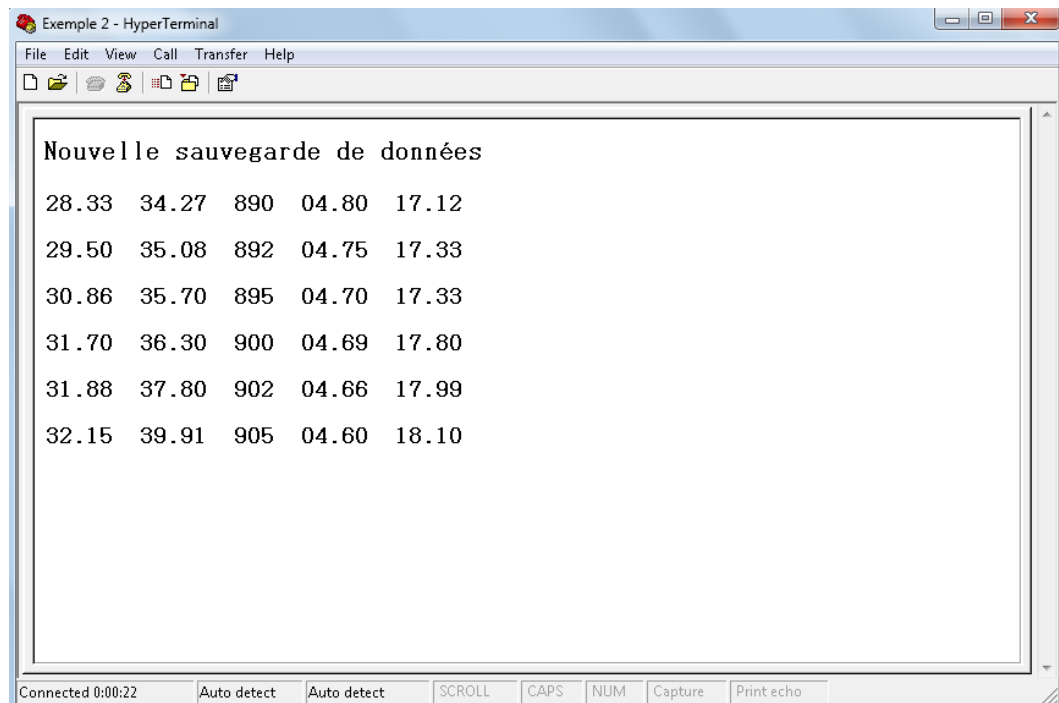 Exemple 2 - HyperTerminal
File Edit View Call Transfer Help
Nouvelle sauvegarde de données
28.33 34.27 890 04.80 17.12
29.50 35.08 892 04.75 17.33
30.86 35.70 895 04.70 17.33
31.70 36.30 900 04.69 17.80
31.88 37.80 902 04.66 17.99
32.15 39.91 905 04.60 18.10
Connected 0:00:22 Auto detect Auto detect SCROLL CAPS NUM Capture Print echo